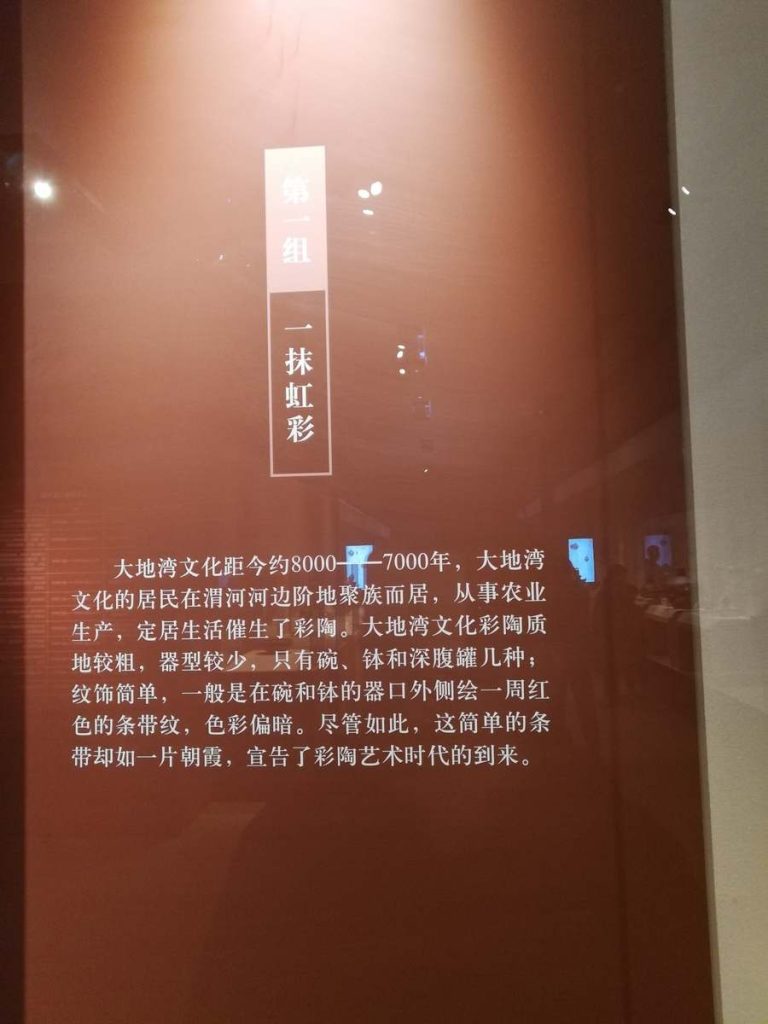 第一组
一抹虹彩
大地湾文化距今约8000——7000年，大地湾
文化的居民在渭河河边阶地聚族而居，从事农业
生产，定居生活催生了彩陶。大地湾文化彩陶质
地较粗，器型较少，只有碗、钵和深腹罐几种；
纹饰简单，一般是在碗和钵的器口外侧绘一周红
色的条带纹，色彩偏暗。尽管如此，这简单的条
带却如一片朝霞，宣告了彩陶艺术时代的到来。